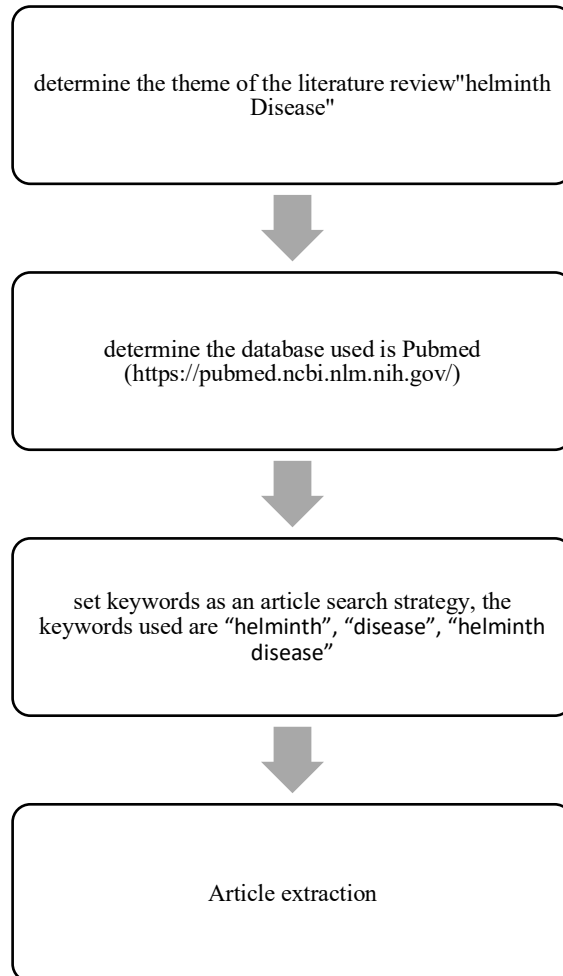 determine the theme of the literature review"helminth
Disease"
determine the database used is Pubmed
(https://pubmed.ncbi.nlm.nih.gov/)
set keywords as an article search strategy, the
keywords used are “helminth”, “disease”, “helminth
disease”
Article extraction